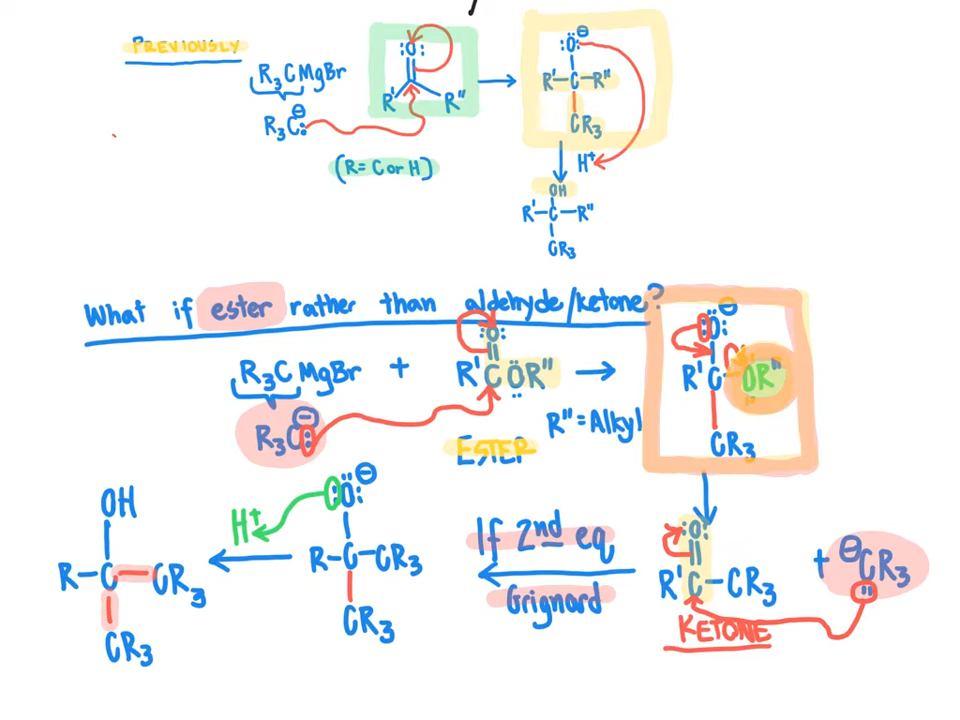 PREVIOUSLY
R₃CMgBr
R₃C:⊖
:O:
R' R"
(R= C or H)
:Ö:⊖
R'–C–R"
CR₃
H⁺
OH
R'–C–R"
CR₃
What if ester rather than aldehyde/ketone?
R₃CMgBr + R'CÖR" →
:O:
R₃C:⊖
ESTER
R"=Alkyl
:Ö:⊖
R'C–OR"
CR₃
OH
R–C–CR₃
CR₃
H⁺
:Ö:⊖
R–C–CR₃
CR₃
If 2nd eq
Grignard
:O:
R'C–CR₃
+ ⊖CR₃
KETONE